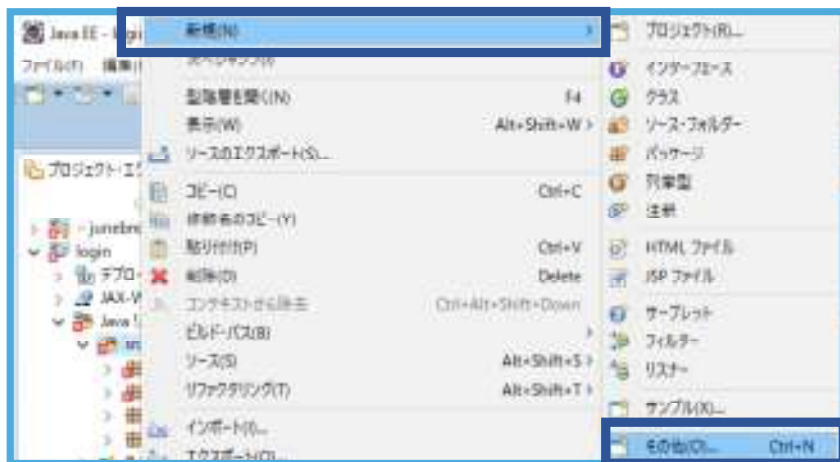 Java EE - logi
ファイル(F) 編集(
プロジェクト・エク
login
デプロ
JAX-W
Java
新規(N)
型階層を開く(N) F4
表示(W) Alt+Shift+W
ソースのエクスポート(S)...
コピー(C) Ctrl+C
修飾名のコピー(Y)
貼り付け(P) Ctrl+V
削除(D) Delete
コンテキストから除去 Ctrl+Alt+Shift+Down
ビルド・パス(B)
ソース(S) Alt+Shift+S
リファクタリング(T) Alt+Shift+T
インポート(I)...
エクスポート(O)...
プロジェクト(R)...
インターフェース
クラス
ソース・フォルダー
パッケージ
列挙型
注釈
HTML ファイル
JSP ファイル
サーブレット
フィルター
リスナー
サンプル(X)...
その他(O)... Ctrl+N